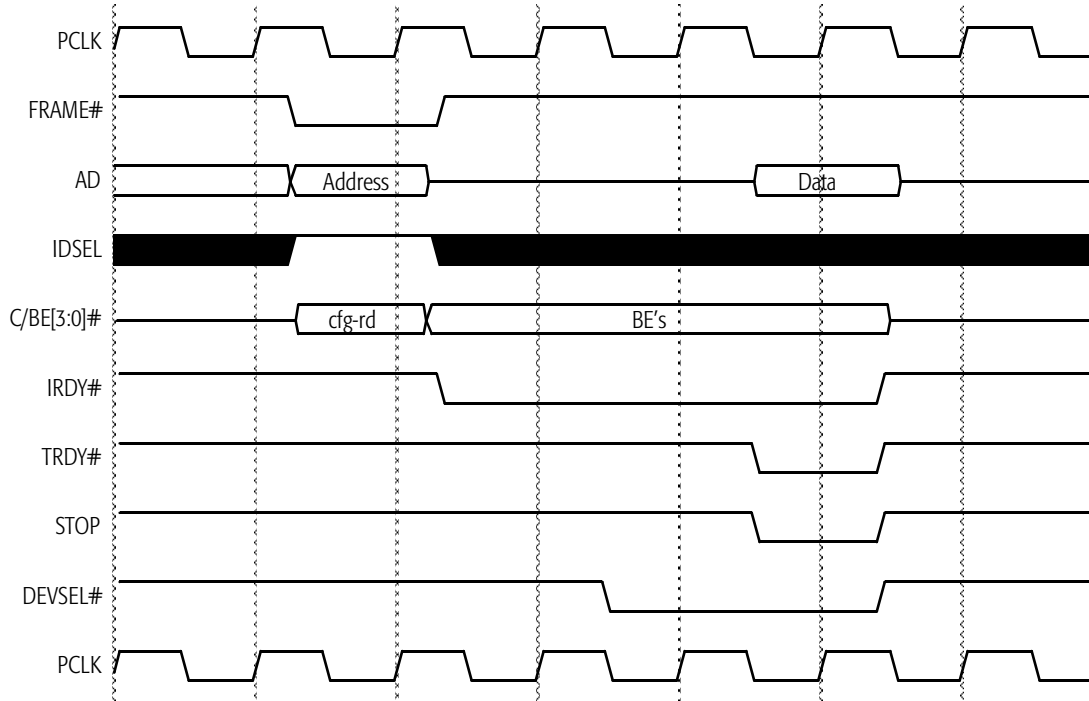 PCLK
FRAME#
AD Address Data
IDSEL
C/BE[3:0]# cfg-rd BE's
IRDY#
TRDY#
STOP
DEVSEL#
PCLK